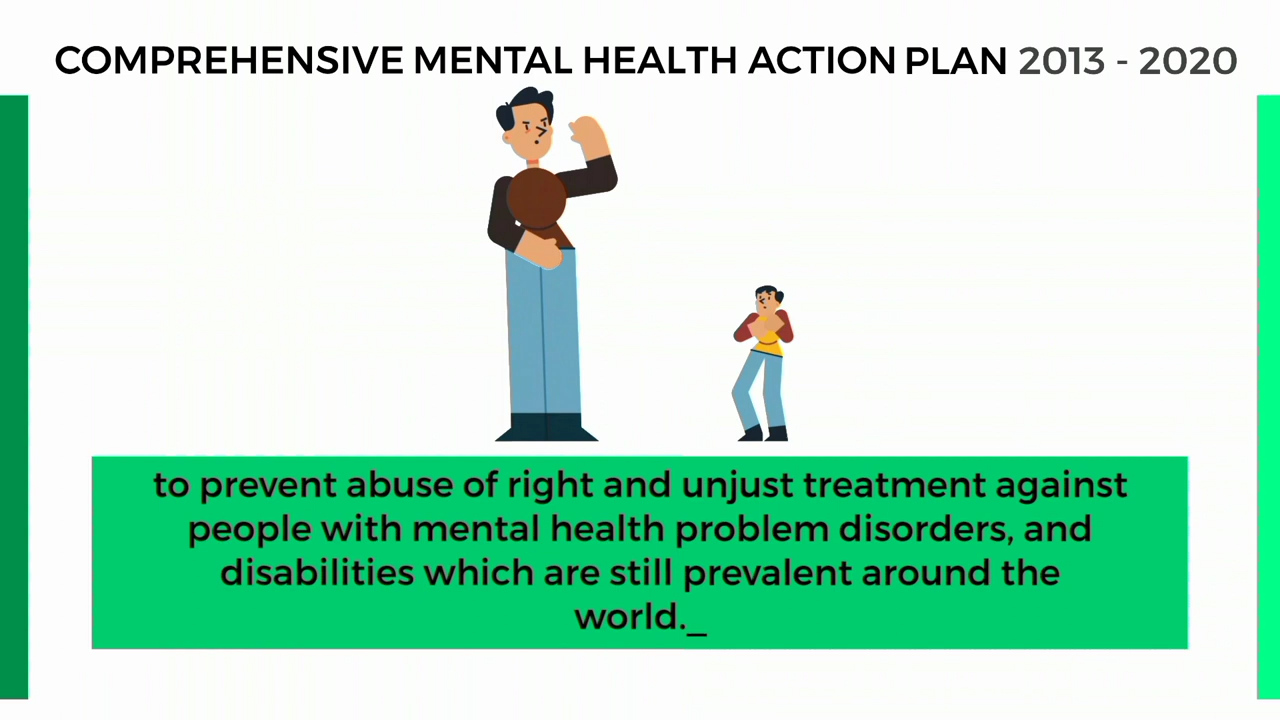 COMPREHENSIVE MENTAL HEALTH ACTION PLAN 2013 - 2020
to prevent abuse of right and unjust treatment against
people with mental health problem disorders, and
disabilities which are still prevalent around the
world._